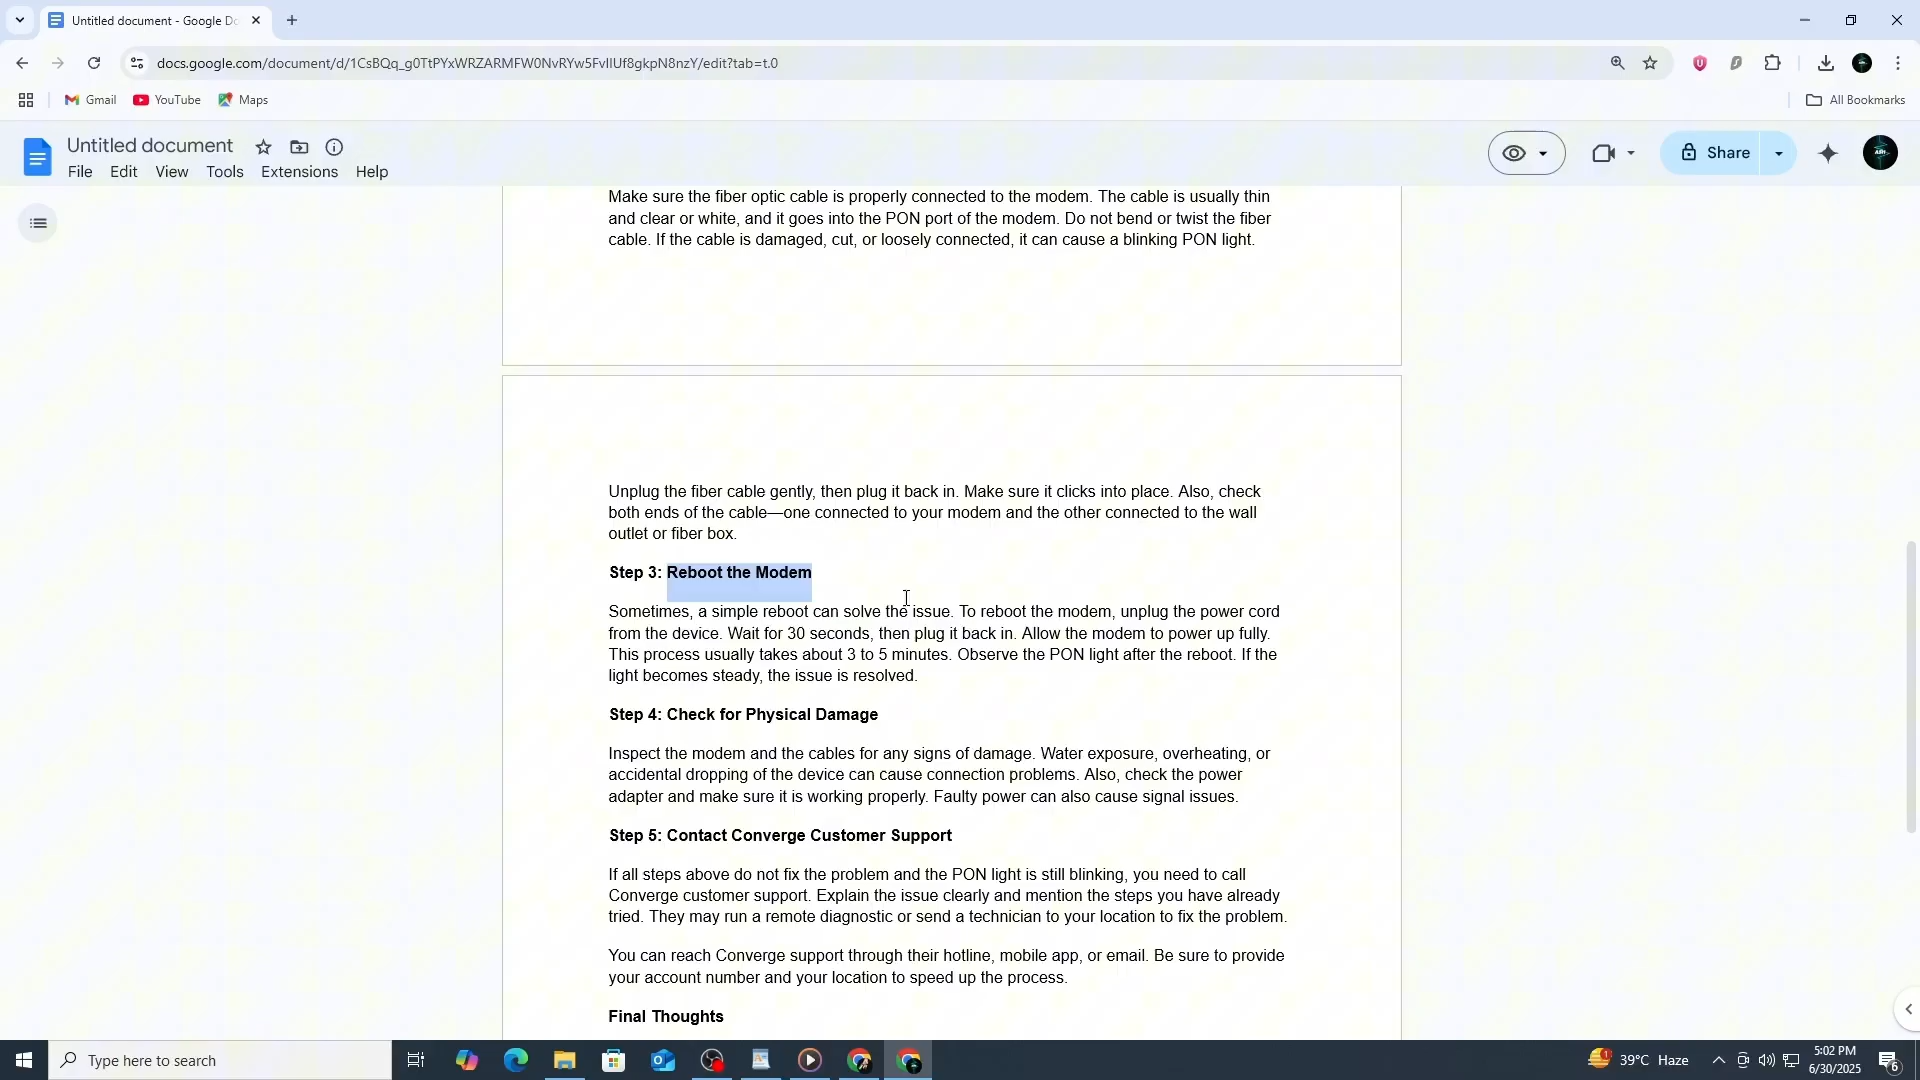 Untitled document - Google Do
docs.google.com/document/d/1CsBQq_g0TtPYxWRZARMFW0NvRYw5FvIlUf8gkpN8nzY/edit?tab=t.0
Gmail
YouTube
Maps
All Bookmarks
Untitled document
File Edit View Tools Extensions Help
Share
Make sure the fiber optic cable is properly connected to the modem. The cable is usually thin
and clear or white, and it goes into the PON port of the modem. Do not bend or twist the fiber
cable. If the cable is damaged, cut, or loosely connected, it can cause a blinking PON light.
Unplug the fiber cable gently, then plug it back in. Make sure it clicks into place. Also, check
both ends of the cable—one connected to your modem and the other connected to the wall
outlet or fiber box.
Step 3: Reboot the Modem
Sometimes, a simple reboot can solve the issue. To reboot the modem, unplug the power cord
from the device. Wait for 30 seconds, then plug it back in. Allow the modem to power up fully.
This process usually takes about 3 to 5 minutes. Observe the PON light after the reboot. If the
light becomes steady, the issue is resolved.
Step 4: Check for Physical Damage
Inspect the modem and the cables for any signs of damage. Water exposure, overheating, or
accidental dropping of the device can cause connection problems. Also, check the power
adapter and make sure it is working properly. Faulty power can also cause signal issues.
Step 5: Contact Converge Customer Support
If all steps above do not fix the problem and the PON light is still blinking, you need to call
Converge customer support. Explain the issue clearly and mention the steps you have already
tried. They may run a remote diagnostic or send a technician to your location to fix the problem.
You can reach Converge support through their hotline, mobile app, or email. Be sure to provide
your account number and your location to speed up the process.
Final Thoughts
Type here to search
39°C Haze
5:02 PM
6/30/2025
6